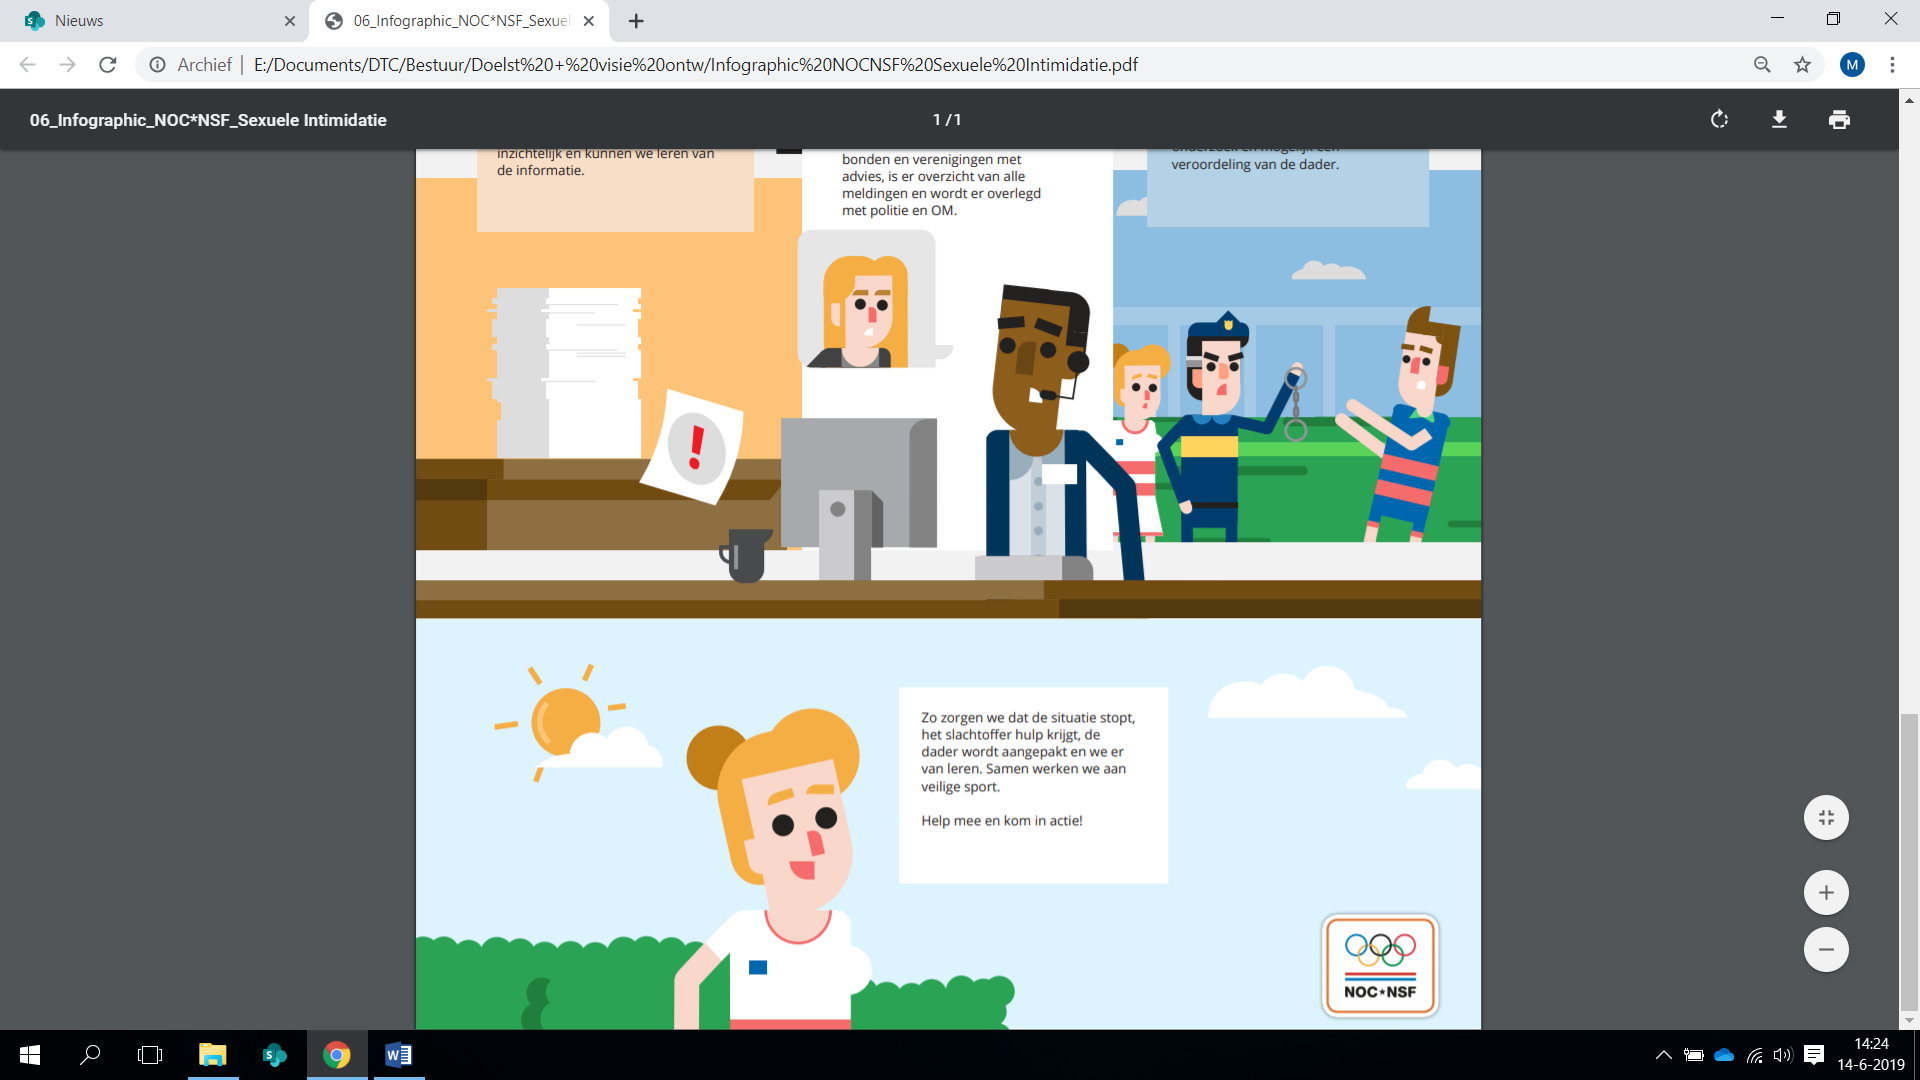 Nieuws
06_Infographic_NOC*NSF_Sexuel
Archief
E:/Documents/DTC/Bestuur/Doelst%20+%20visie%20ontw/Infographic%20NOCNSF%20Sexuele%20Intimidatie.pdf
M
06_Infographic_NOC*NSF_Sexuele Intimidatie
1 / 1
inzichtelijk en kunnen we leren van
de informatie.
bonden en verenigingen met
advies, is er overzicht van alle
meldingen en wordt er overlegd
met politie en OM.
onderzoek en mogelijk een
veroordeling van de dader.
!
Zo zorgen we dat de situatie stopt,
het slachtoffer hulp krijgt, de
dader wordt aangepakt en we er
van leren. Samen werken we aan
veilige sport.
Help mee en kom in actie!
NOC*NSF
14:24
14-6-2019